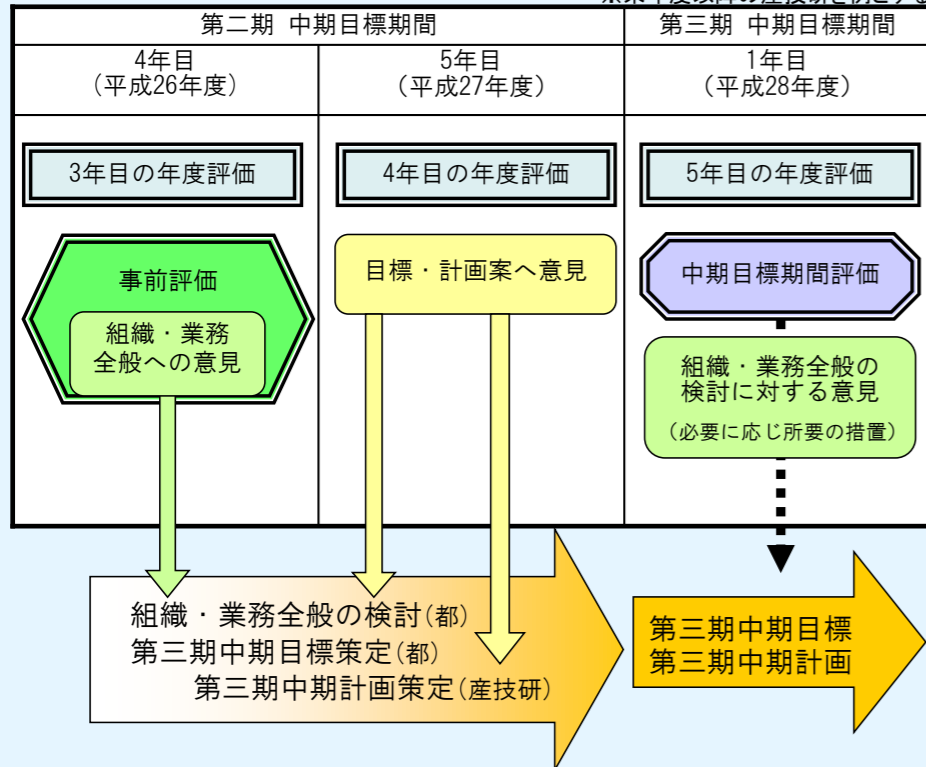 第二期 中期目標期間
第三期 中期目標期間
4年目
(平成26年度)
5年目
(平成27年度)
1年目
(平成28年度)
3年目の年度評価
4年目の年度評価
5年目の年度評価
事前評価
組織・業務
全般への意見
目標・計画案へ意見
中期目標期間評価
組織・業務全般の
検討に対する意見
(必要に応じ所要の措置)
組織・業務全般の検討(都)
第三期中期目標策定(都)
第三期中期計画策定(産技研)
第三期中期目標
第三期中期計画